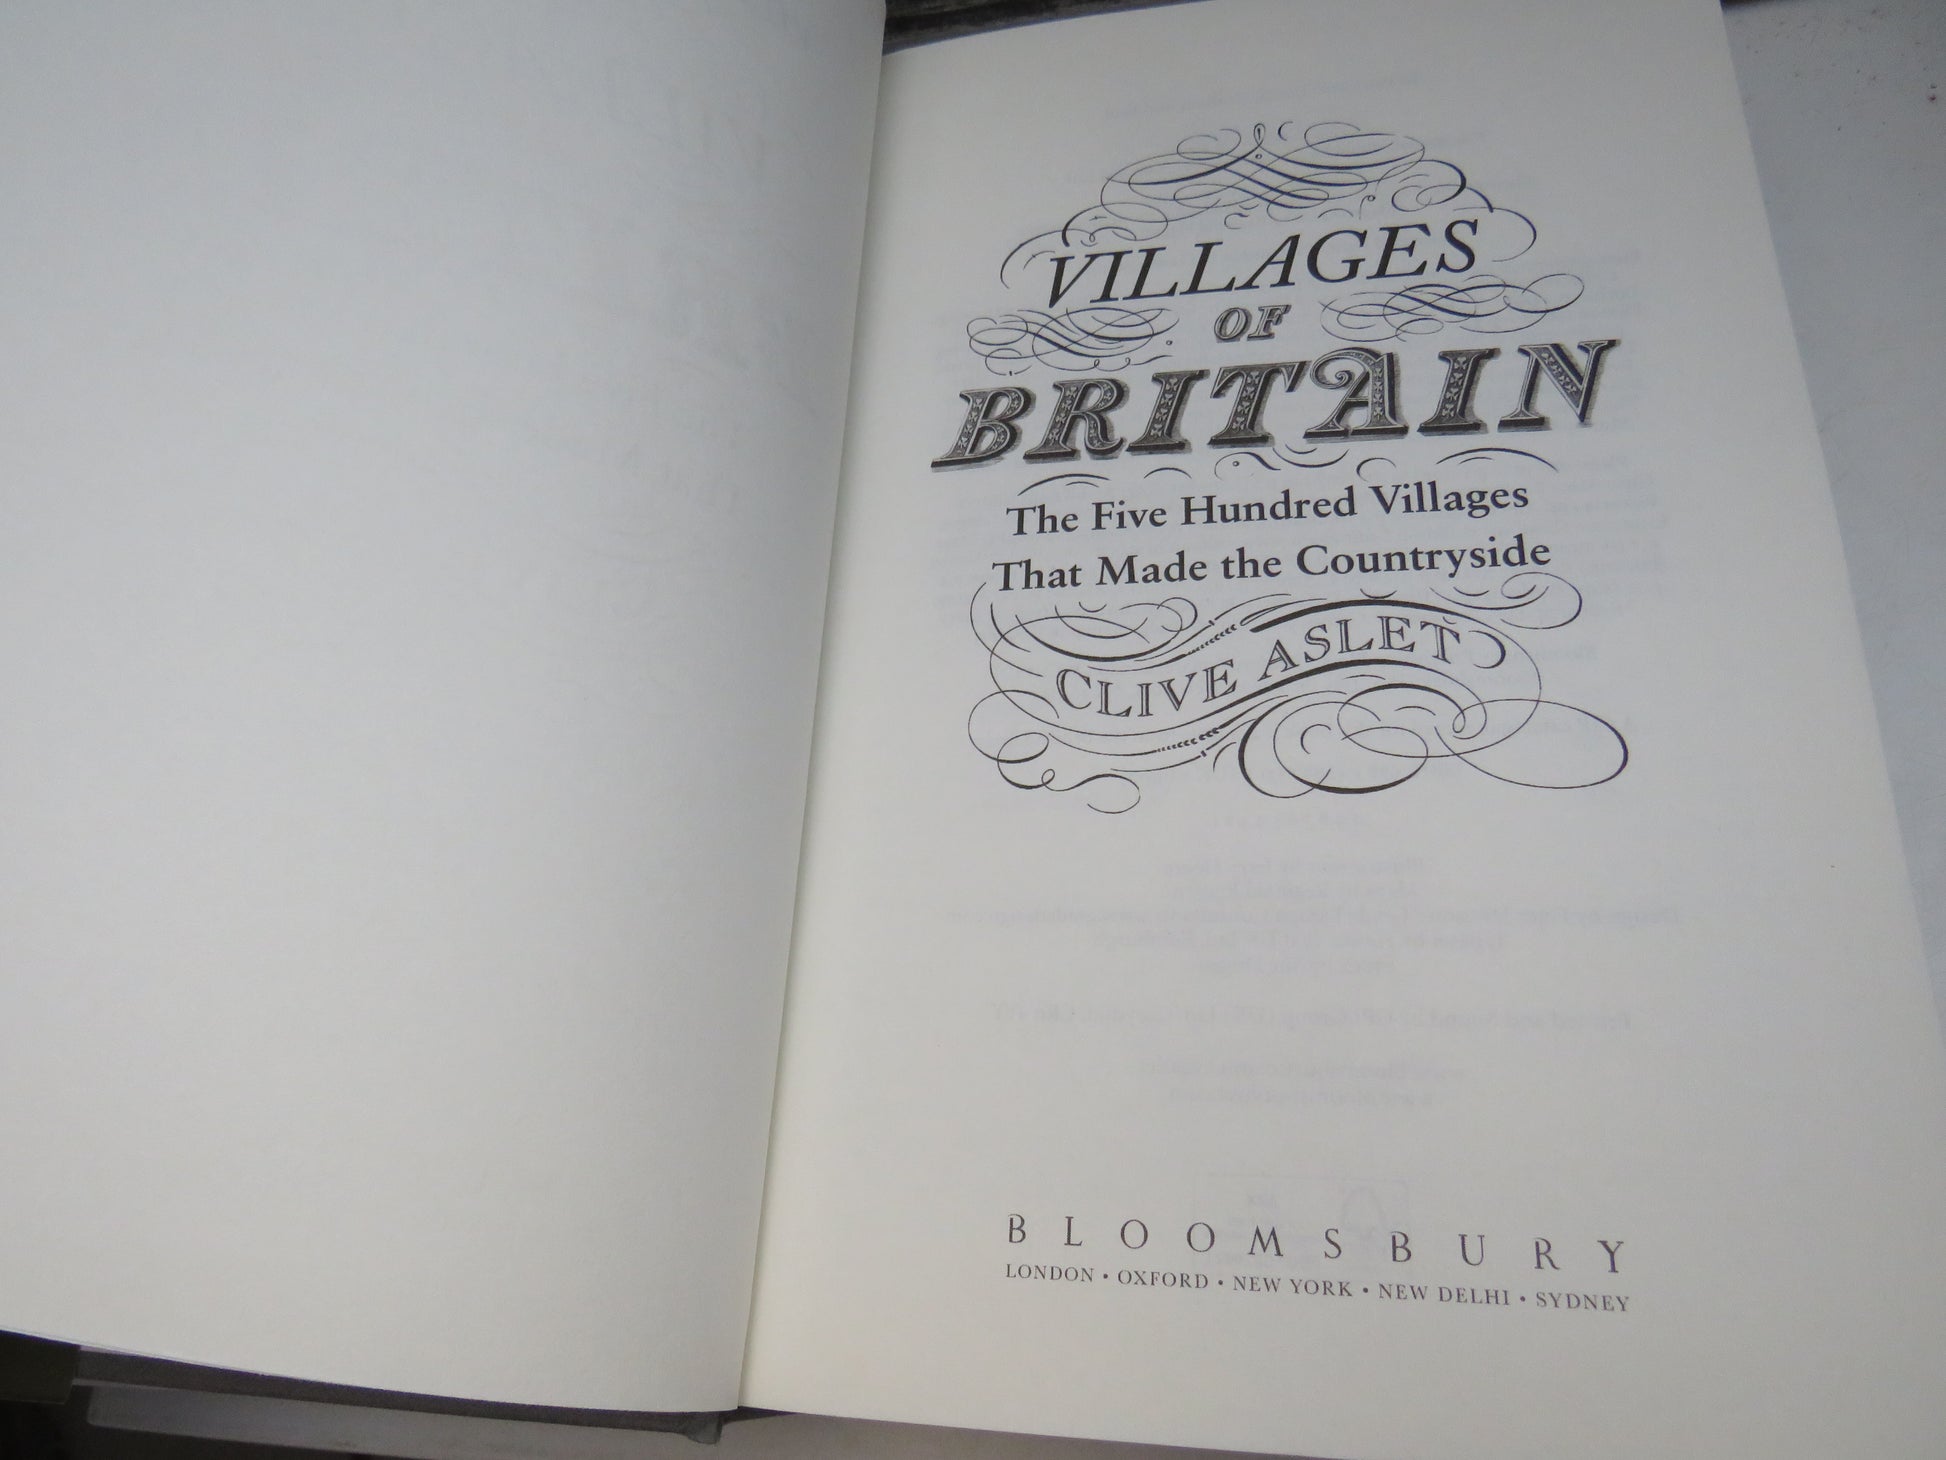 VILLAGES
OF
BRITAIN
The Five Hundred Villages
That Made the Countryside
CLIVE ASLET
BLOOMSBURY
LONDON • OXFORD • NEW YORK • NEW DELHI • SYDNEY